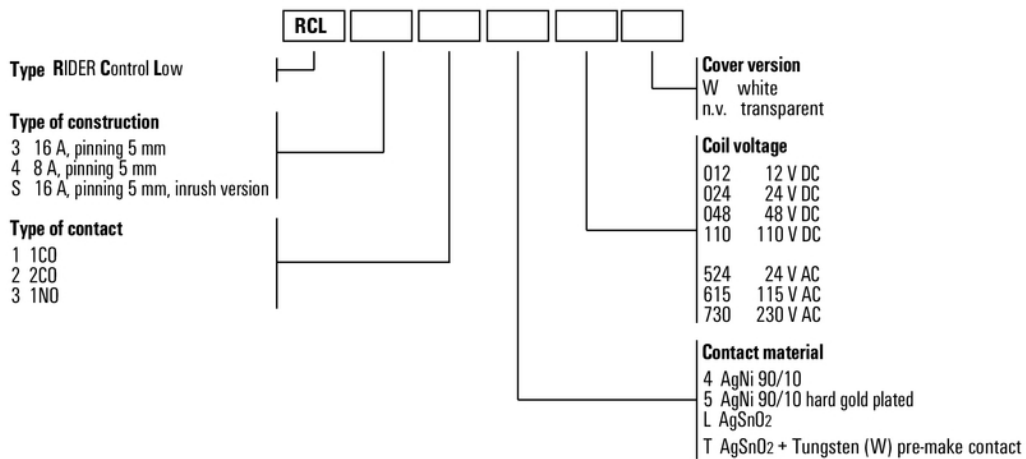 RCL
Type RIDER Control Low
Type of construction
3 16 A, pinning 5 mm
4 8 A, pinning 5 mm
S 16 A, pinning 5 mm, inrush version
Type of contact
1 1CO
2 2CO
3 1NO
Cover version
W white
n.v. transparent
Coil voltage
012 12 V DC
024 24 V DC
048 48 V DC
110 110 V DC
524 24 V AC
615 115 V AC
730 230 V AC
Contact material
4 AgNi 90/10
5 AgNi 90/10 hard gold plated
L AgSnO2
T AgSnO2 + Tungsten (W) pre-make contact